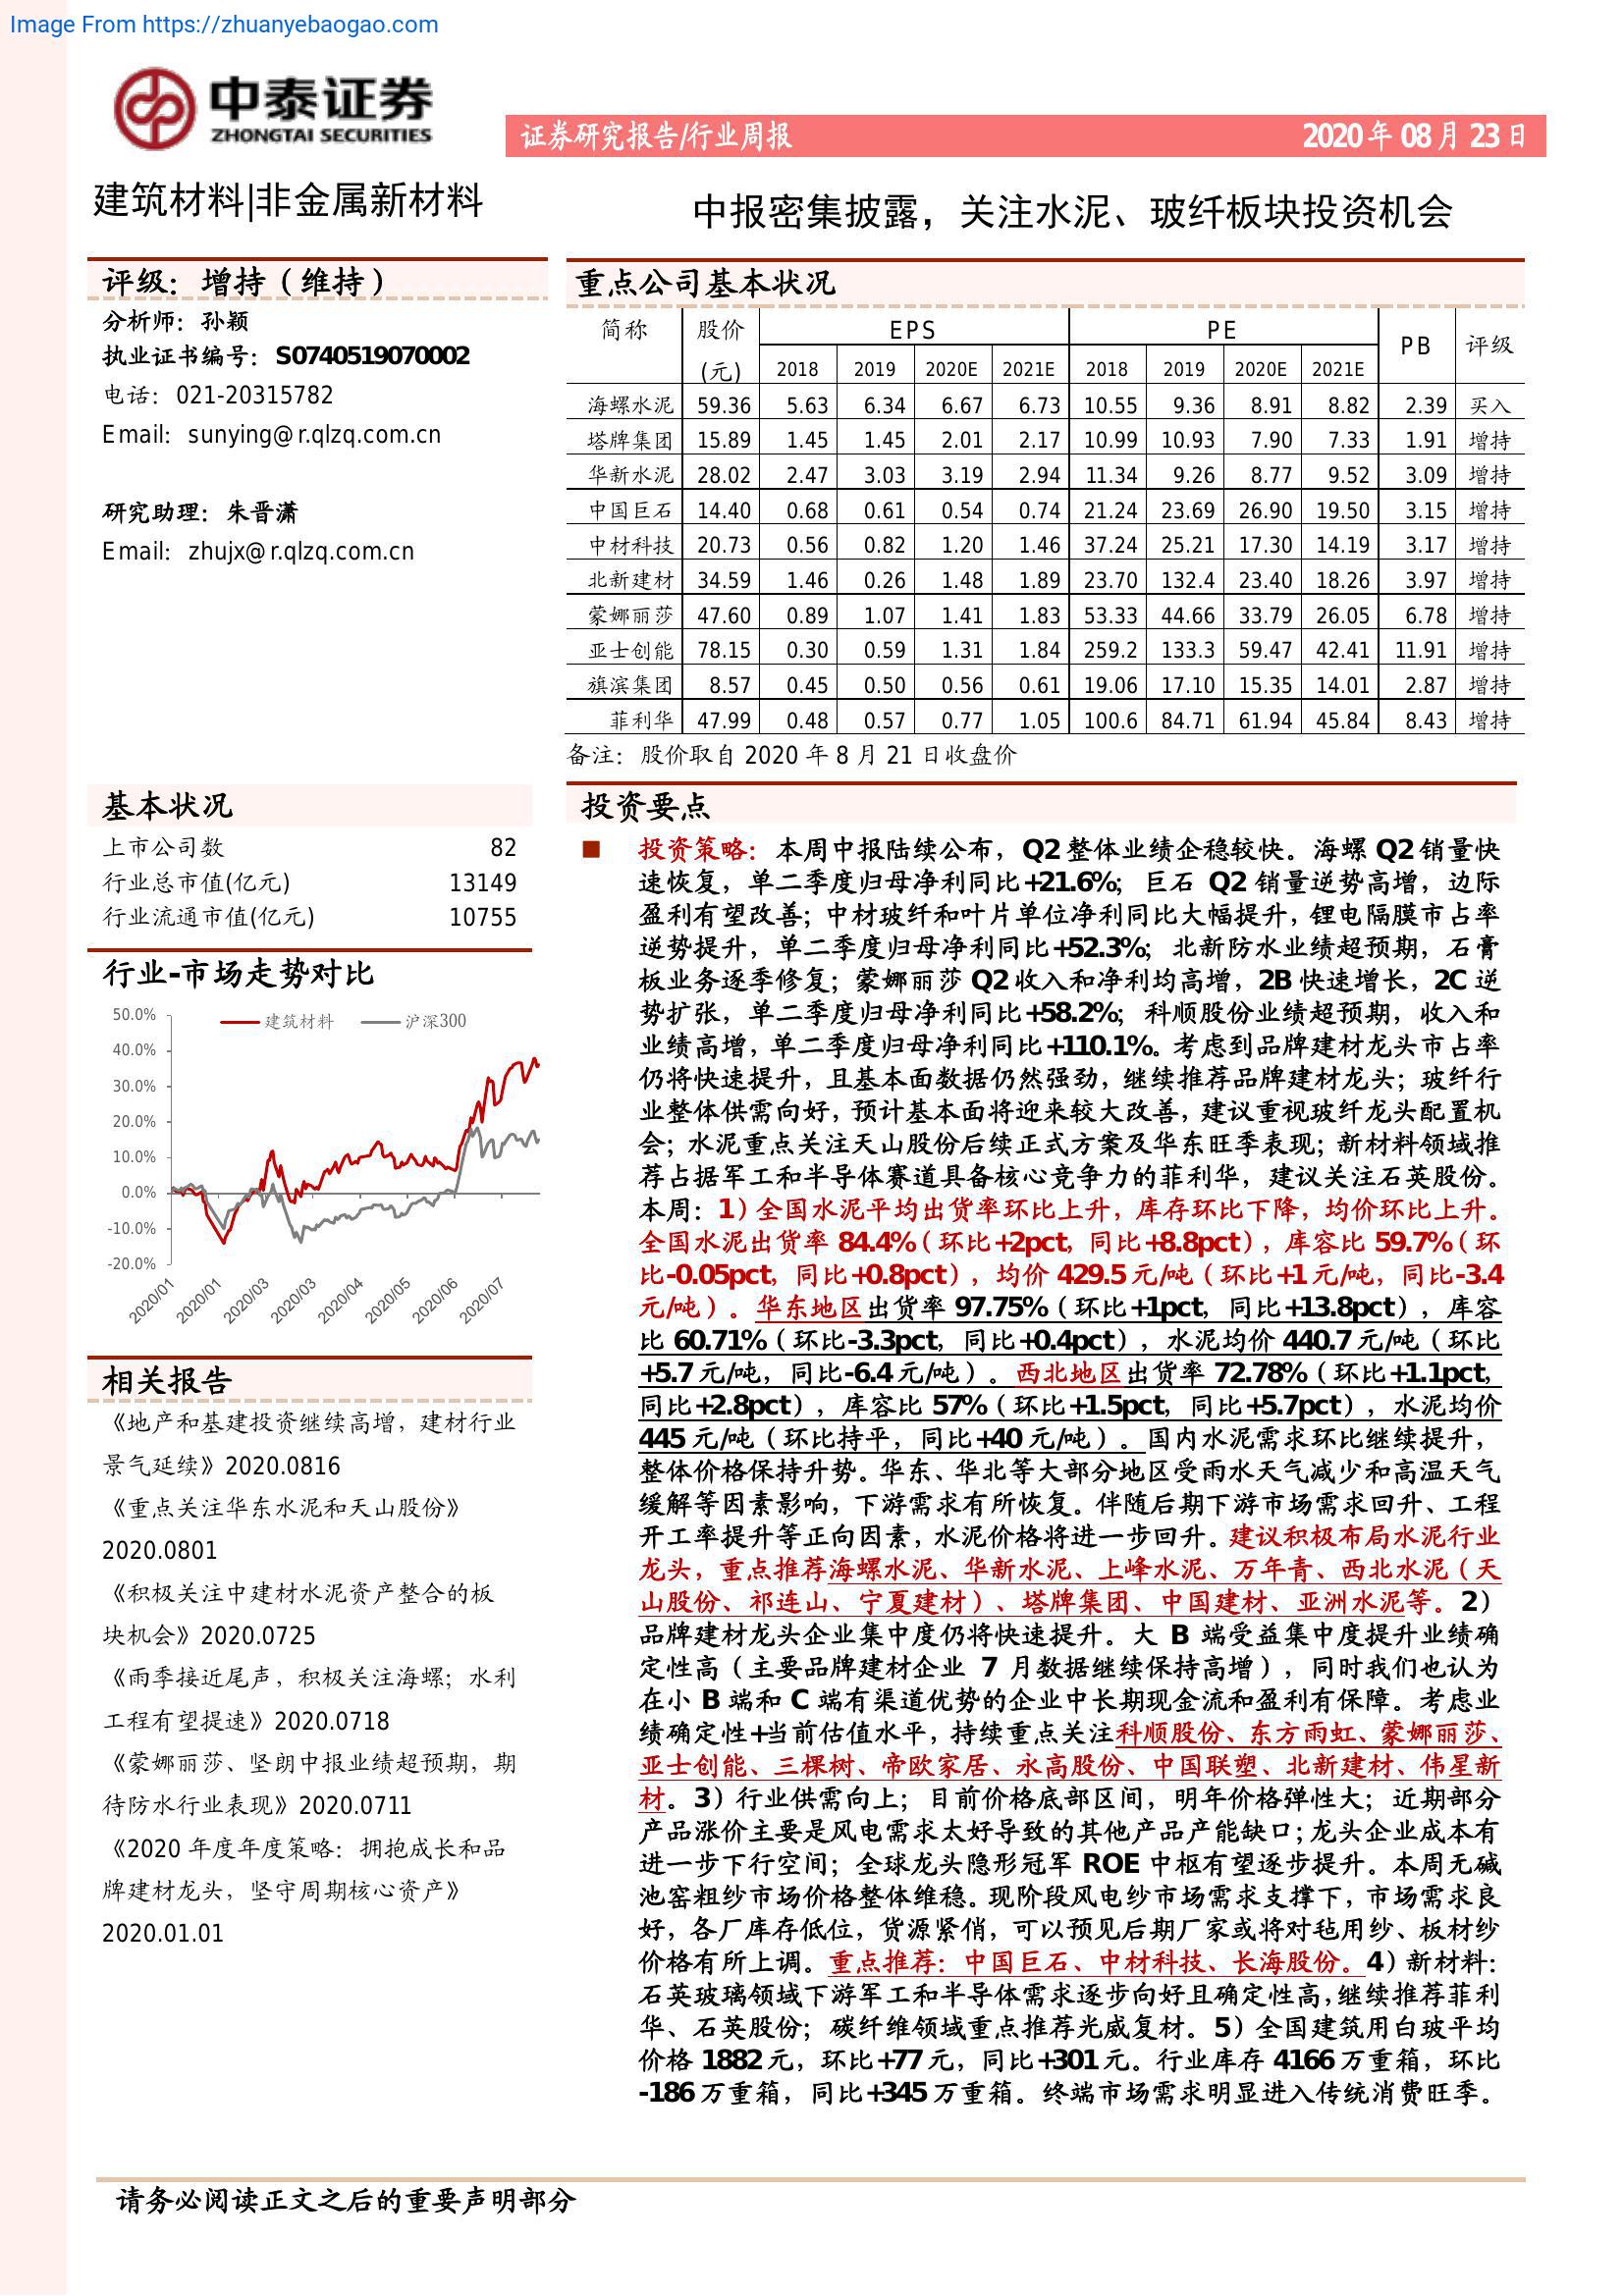 Image From https://zhuanyebaogao.com
中泰证券
ZHONGTAI SECURITIES
证券研究报告/行业周报 2020年08月23日
建筑材料|非金属新材料
中报密集披露，关注水泥、玻纤板块投资机会
评级：增持（维持）
分析师：孙颖
执业证书编号：S0740519070002
电话：021-20315782
Email：sunying@r.qlzq.com.cn
研究助理：朱晋潇
Email：zhujx@r.qlzq.com.cn
基本状况
上市公司数 82
行业总市值(亿元) 13149
行业流通市值(亿元) 10755
行业-市场走势对比
建筑材料 沪深300
50.0%
40.0%
30.0%
20.0%
10.0%
0.0%
-10.0%
-20.0%
2020/01 2020/01 2020/03 2020/03 2020/04 2020/05 2020/06 2020/07
相关报告
《地产和基建投资继续高增，建材行业
景气延续》2020.0816
《重点关注华东水泥和天山股份》
2020.0801
《积极关注中建材水泥资产整合的板
块机会》2020.0725
《雨季接近尾声，积极关注海螺；水利
工程有望提速》2020.0718
《蒙娜丽莎、坚朗中报业绩超预期，期
待防水行业表现》2020.0711
《2020 年度年度策略：拥抱成长和品
牌建材龙头，坚守周期核心资产》
2020.01.01
重点公司基本状况
简称 股价 EPS PE PB 评级
(元) 2018 2019 2020E 2021E 2018 2019 2020E 2021E
海螺水泥 59.36 5.63 6.34 6.67 6.73 10.55 9.36 8.91 8.82 2.39 买入
塔牌集团 15.89 1.45 1.45 2.01 2.17 10.99 10.93 7.90 7.33 1.91 增持
华新水泥 28.02 2.47 3.03 3.19 2.94 11.34 9.26 8.77 9.52 3.09 增持
中国巨石 14.40 0.68 0.61 0.54 0.74 21.24 23.69 26.90 19.50 3.15 增持
中材科技 20.73 0.56 0.82 1.20 1.46 37.24 25.21 17.30 14.19 3.17 增持
北新建材 34.59 1.46 0.26 1.48 1.89 23.70 132.4 23.40 18.26 3.97 增持
蒙娜丽莎 47.60 0.89 1.07 1.41 1.83 53.33 44.66 33.79 26.05 6.78 增持
亚士创能 78.15 0.30 0.59 1.31 1.84 259.2 133.3 59.47 42.41 11.91 增持
旗滨集团 8.57 0.45 0.50 0.56 0.61 19.06 17.10 15.35 14.01 2.87 增持
菲利华 47.99 0.48 0.57 0.77 1.05 100.6 84.71 61.94 45.84 8.43 增持
备注：股价取自 2020 年 8 月 21 日收盘价
投资要点
■ 投资策略：本周中报陆续公布，Q2整体业绩企稳较快。海螺 Q2销量快
速恢复，单二季度归母净利同比+21.6%；巨石 Q2 销量逆势高增，边际
盈利有望改善；中材玻纤和叶片单位净利同比大幅提升，锂电隔膜市占率
逆势提升，单二季度归母净利同比+52.3%；北新防水业绩超预期，石膏
板业务逐季修复；蒙娜丽莎 Q2收入和净利均高增，2B 快速增长，2C 逆
势扩张，单二季度归母净利同比+58.2%；科顺股份业绩超预期，收入和
业绩高增，单二季度归母净利同比+110.1%。考虑到品牌建材龙头市占率
仍将快速提升，且基本面数据仍然强劲，继续推荐品牌建材龙头；玻纤行
业整体供需向好，预计基本面将迎来较大改善，建议重视玻纤龙头配置机
会；水泥重点关注天山股份后续正式方案及华东旺季表现；新材料领域推
荐占据军工和半导体赛道具备核心竞争力的菲利华，建议关注石英股份。
本周：1）全国水泥平均出货率环比上升，库存环比下降，均价环比上升。
全国水泥出货率 84.4%（环比+2pct，同比+8.8pct），库容比 59.7%（环
比-0.05pct，同比+0.8pct），均价 429.5元/吨（环比+1元/吨，同比-3.4
元/吨）。华东地区出货率 97.75%（环比+1pct，同比+13.8pct），库容
比 60.71%（环比-3.3pct，同比+0.4pct），水泥均价 440.7元/吨（环比
+5.7元/吨，同比-6.4元/吨）。西北地区出货率 72.78%（环比+1.1pct，
同比+2.8pct），库容比 57%（环比+1.5pct，同比+5.7pct），水泥均价
445 元/吨（环比持平，同比+40 元/吨）。国内水泥需求环比继续提升，
整体价格保持升势。华东、华北等大部分地区受雨水天气减少和高温天气
缓解等因素影响，下游需求有所恢复。伴随后期下游市场需求回升、工程
开工率提升等正向因素，水泥价格将进一步回升。建议积极布局水泥行业
龙头，重点推荐海螺水泥、华新水泥、上峰水泥、万年青、西北水泥（天
山股份、祁连山、宁夏建材）、塔牌集团、中国建材、亚洲水泥等。2）
品牌建材龙头企业集中度仍将快速提升。大 B 端受益集中度提升业绩确
定性高（主要品牌建材企业 7 月数据继续保持高增），同时我们也认为
在小 B 端和 C 端有渠道优势的企业中长期现金流和盈利有保障。考虑业
绩确定性+当前估值水平，持续重点关注科顺股份、东方雨虹、蒙娜丽莎、
亚士创能、三棵树、帝欧家居、永高股份、中国联塑、北新建材、伟星新
材。3）行业供需向上；目前价格底部区间，明年价格弹性大；近期部分
产品涨价主要是风电需求太好导致的其他产品产能缺口；龙头企业成本有
进一步下行空间；全球龙头隐形冠军 ROE 中枢有望逐步提升。本周无碱
池窑粗纱市场价格整体维稳。现阶段风电纱市场需求支撑下，市场需求良
好，各厂库存低位，货源紧俏，可以预见后期厂家或将对毡用纱、板材纱
价格有所上调。重点推荐：中国巨石、中材科技、长海股份。4）新材料：
石英玻璃领域下游军工和半导体需求逐步向好且确定性高，继续推荐菲利
华、石英股份；碳纤维领域重点推荐光威复材。5）全国建筑用白玻平均
价格 1882元，环比+77元，同比+301元。行业库存 4166 万重箱，环比
-186万重箱，同比+345万重箱。终端市场需求明显进入传统消费旺季。
请务必阅读正文之后的重要声明部分